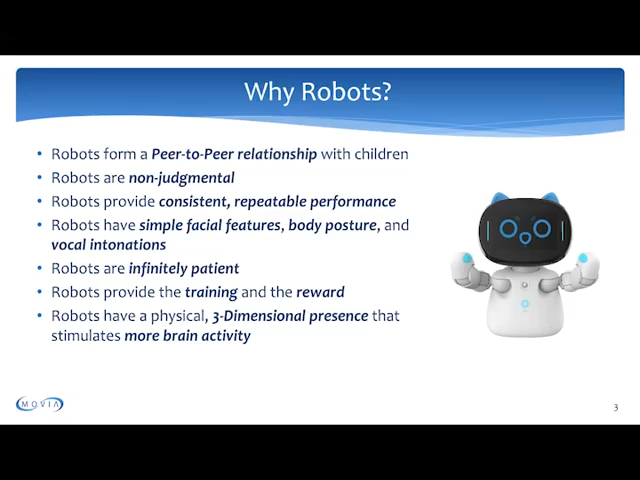 Why Robots?
• Robots form a Peer-to-Peer relationship with children
• Robots are non-judgmental
• Robots provide consistent, repeatable performance
• Robots have simple facial features, body posture, and
vocal intonations
• Robots are infinitely patient
• Robots provide the training and the reward
• Robots have a physical, 3-Dimensional presence that
stimulates more brain activity
MOVIA
3